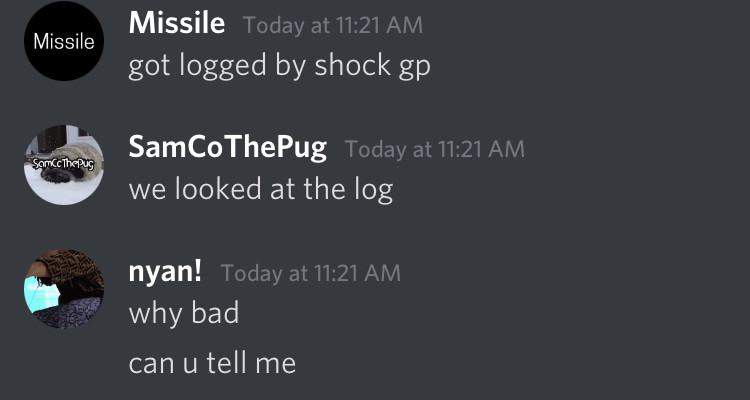 Missile
Missile Today at 11:21 AM
got logged by shock gp
SamCoThePug
SamCoThePug Today at 11:21 AM
we looked at the log
nyan! Today at 11:21 AM
why bad
can u tell me